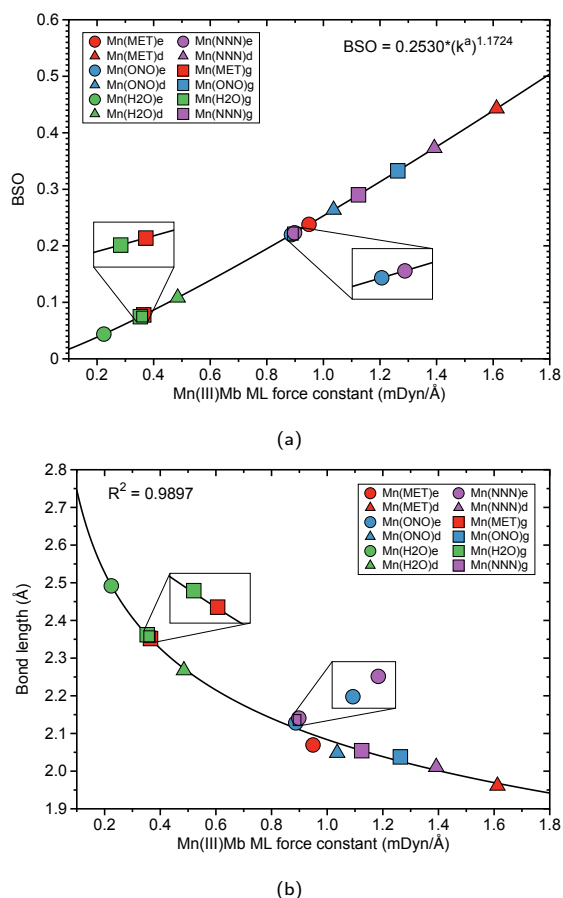 BSO = 0.2530*(kᵃ)¹·¹⁷²⁴
Mn(MET)e Mn(NNN)e
Mn(MET)d Mn(NNN)d
Mn(ONO)e Mn(MET)g
Mn(ONO)d Mn(ONO)g
Mn(H2O)e Mn(H2O)g
Mn(H2O)d Mn(NNN)g
0.6
0.5
0.4
0.3
0.2
0.1
0
BSO
0.2 0.4 0.6 0.8 1.0 1.2 1.4 1.6 1.8
Mn(III)Mb ML force constant (mDyn/Å)
(a)
R² = 0.9897
Mn(MET)e Mn(NNN)e
Mn(MET)d Mn(NNN)d
Mn(ONO)e Mn(MET)g
Mn(ONO)d Mn(ONO)g
Mn(H2O)e Mn(H2O)g
Mn(H2O)d Mn(NNN)g
2.8
2.7
2.6
2.5
2.4
2.3
2.2
2.1
2.0
1.9
Bond length (Å)
0.2 0.4 0.6 0.8 1.0 1.2 1.4 1.6 1.8
Mn(III)Mb ML force constant (mDyn/Å)
(b)